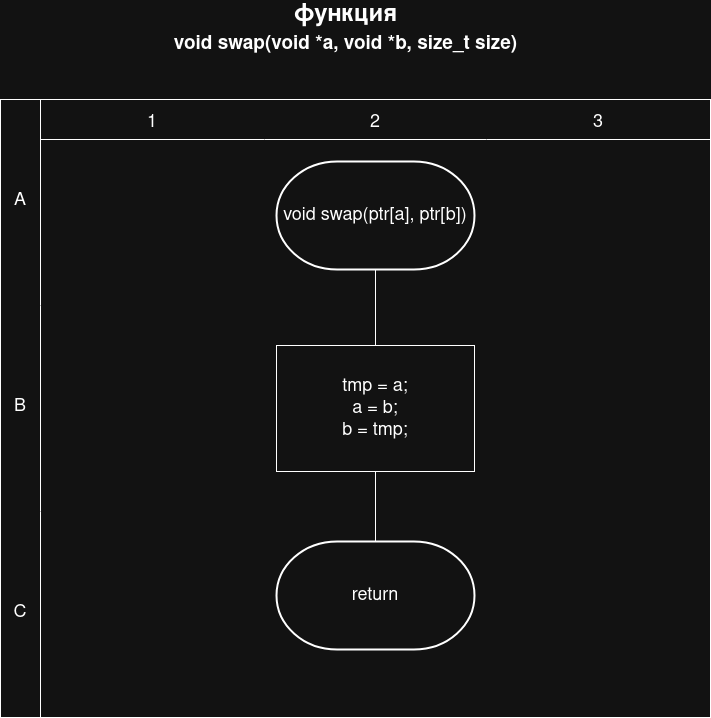 функция
void swap(void *a, void *b, size_t size)
1 2 3
A
void swap(ptr[a], ptr[b])
B
tmp = a;
a = b;
b = tmp;
C
return